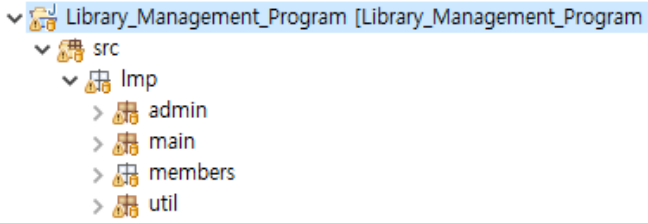 Library_Management_Program [Library_Management_Program
src
lmp
admin
main
members
util